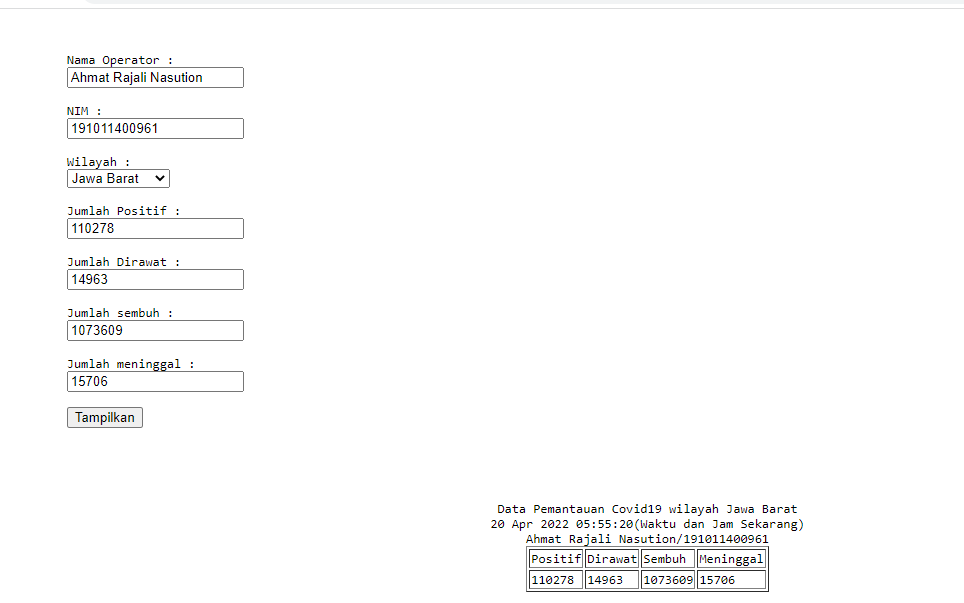 Nama Operator :
Ahmat Rajali Nasution
NIM :
191011400961
Wilayah :
Jawa Barat
Jumlah Positif :
110278
Jumlah Dirawat :
14963
Jumlah sembuh :
1073609
Jumlah meninggal :
15706
Tampilkan
Data Pemantauan Covid19 wilayah Jawa Barat
20 Apr 2022 05:55:20(Waktu dan Jam Sekarang)
Ahmat Rajali Nasution/191011400961
Positif Dirawat Sembuh Meninggal
110278 14963 1073609 15706